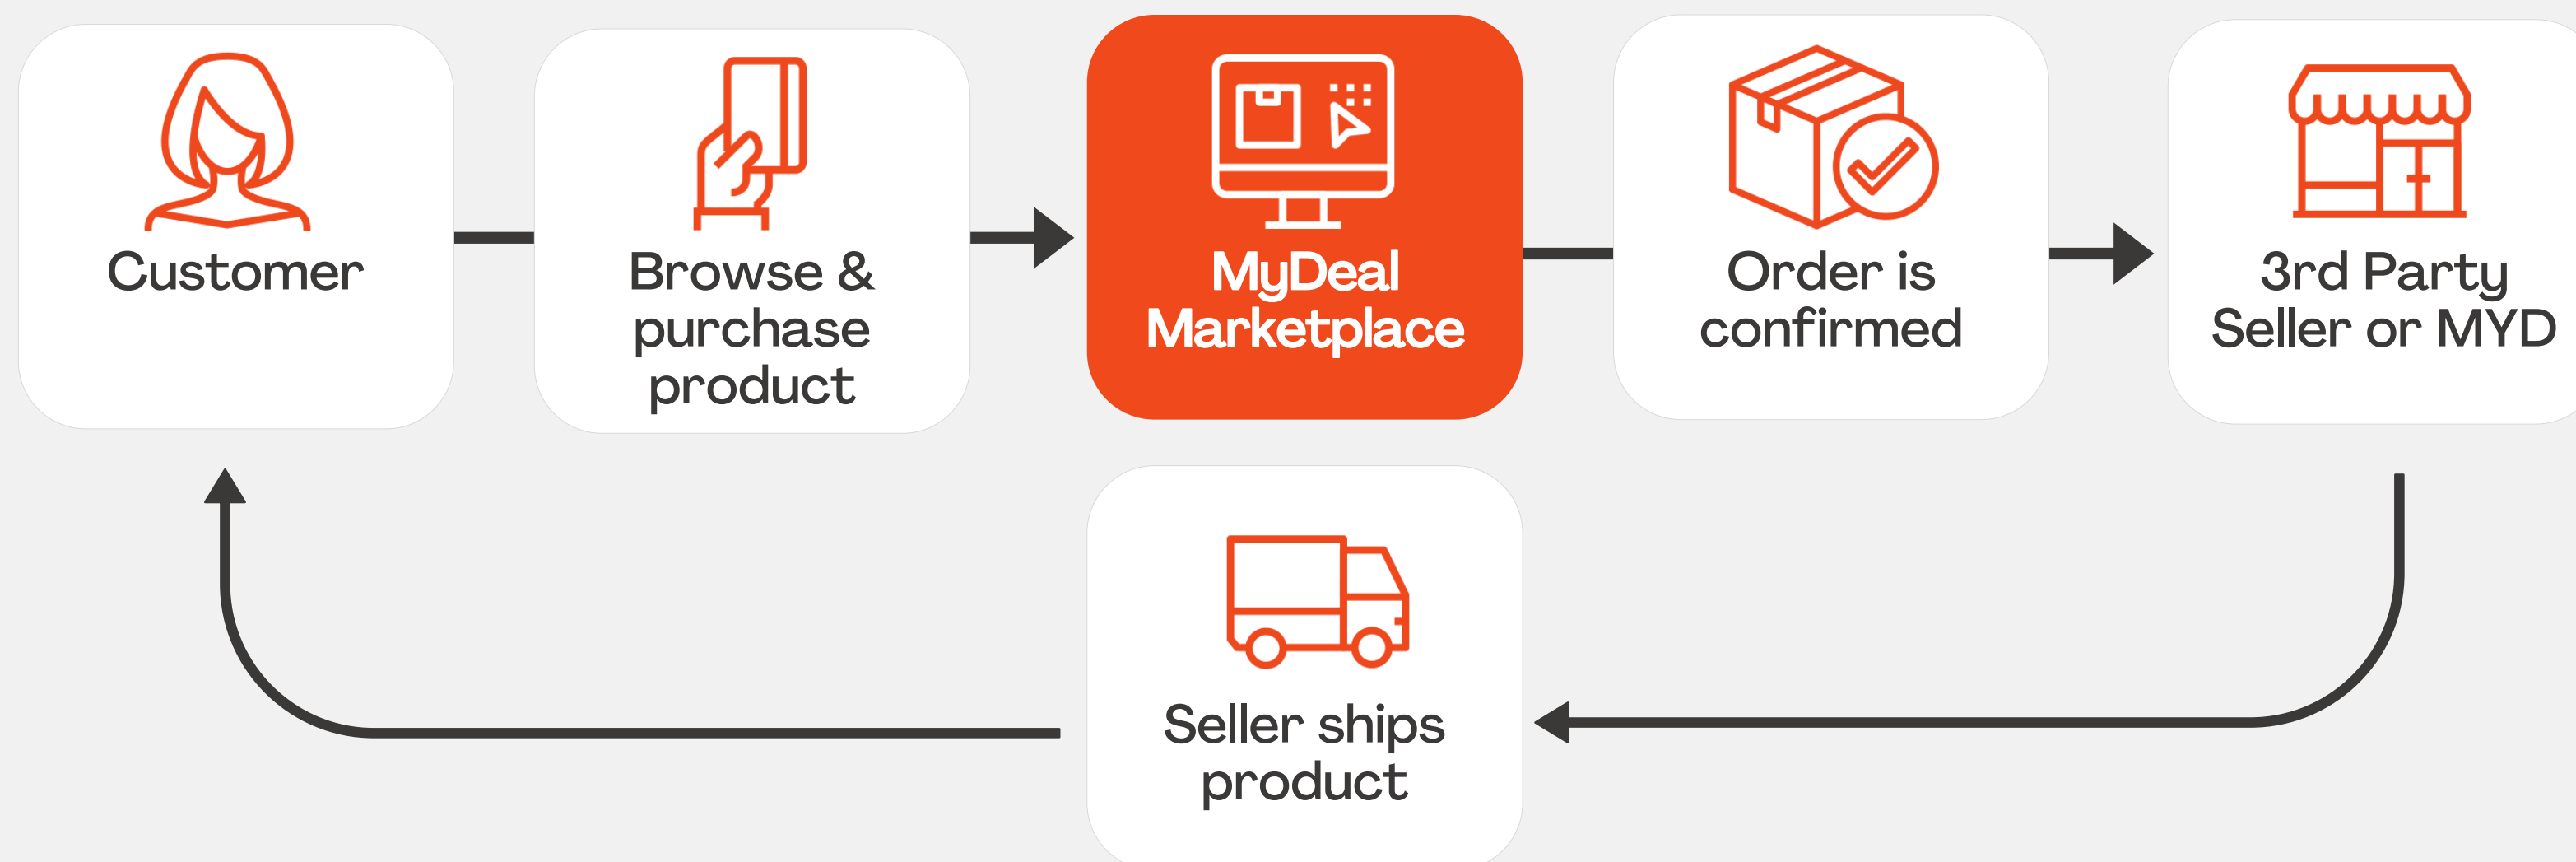 Customer
Browse &
purchase
product
MyDeal
Marketplace
Order is
confirmed
3rd Party
Seller or MYD
Seller ships
product